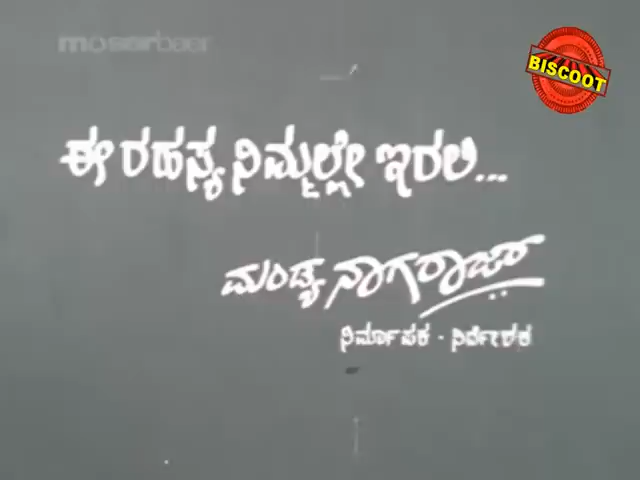 moserbaer
BISCOOT
ಈ ರಹಸ್ಯ ನಿಮ್ಮಲ್ಲೇ ಇರಲಿ...
ಮಂಡ್ಯ ನಾಗರಾಜ್
ನಿರ್ಮಾಪಕ - ನಿರ್ದೇಶಕ